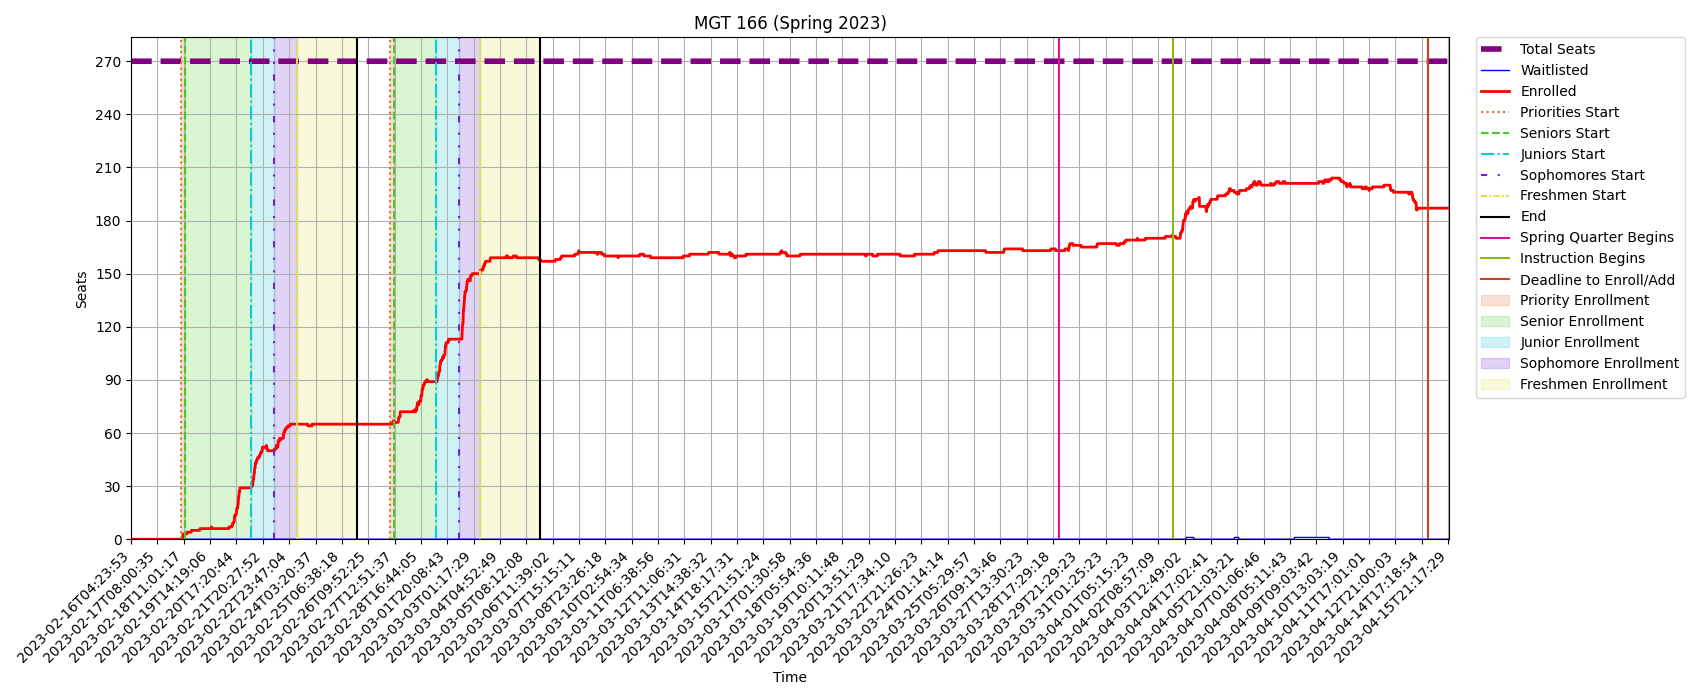 MGT 166 (Spring 2023)
270
240
210
180
150
120
90
60
30
0
Seats
2023-02-16T04:23:53
2023-02-17T08:00:35
2023-02-18T11:01:17
2023-02-19T14:19:06
2023-02-20T17:20:44
2023-02-21T20:27:52
2023-02-22T23:47:04
2023-02-24T03:20:37
2023-02-25T06:38:18
2023-02-26T09:52:25
2023-02-27T12:51:37
2023-02-28T16:44:05
2023-03-01T20:08:43
2023-03-03T01:17:29
2023-03-04T04:52:49
2023-03-05T08:12:08
2023-03-06T11:39:02
2023-03-07T15:15:11
2023-03-08T23:26:18
2023-03-10T02:54:34
2023-03-11T06:38:56
2023-03-12T11:06:31
2023-03-13T14:38:32
2023-03-14T18:17:31
2023-03-15T21:51:24
2023-03-17T01:30:58
2023-03-18T05:54:36
2023-03-19T10:11:48
2023-03-20T13:51:29
2023-03-21T17:34:10
2023-03-22T21:26:23
2023-03-24T01:14:14
2023-03-25T05:29:57
2023-03-26T09:13:46
2023-03-27T13:30:23
2023-03-28T17:29:18
2023-03-29T21:29:23
2023-03-31T01:25:23
2023-04-01T05:15:23
2023-04-02T08:57:09
2023-04-03T12:49:02
2023-04-04T17:02:41
2023-04-05T21:03:21
2023-04-07T01:06:46
2023-04-08T05:11:43
2023-04-09T09:03:42
2023-04-10T13:03:19
2023-04-11T17:01:01
2023-04-12T21:00:03
2023-04-14T17:18:54
2023-04-15T21:17:29
Time
Total Seats
Waitlisted
Enrolled
Priorities Start
Seniors Start
Juniors Start
Sophomores Start
Freshmen Start
End
Spring Quarter Begins
Instruction Begins
Deadline to Enroll/Add
Priority Enrollment
Senior Enrollment
Junior Enrollment
Sophomore Enrollment
Freshmen Enrollment